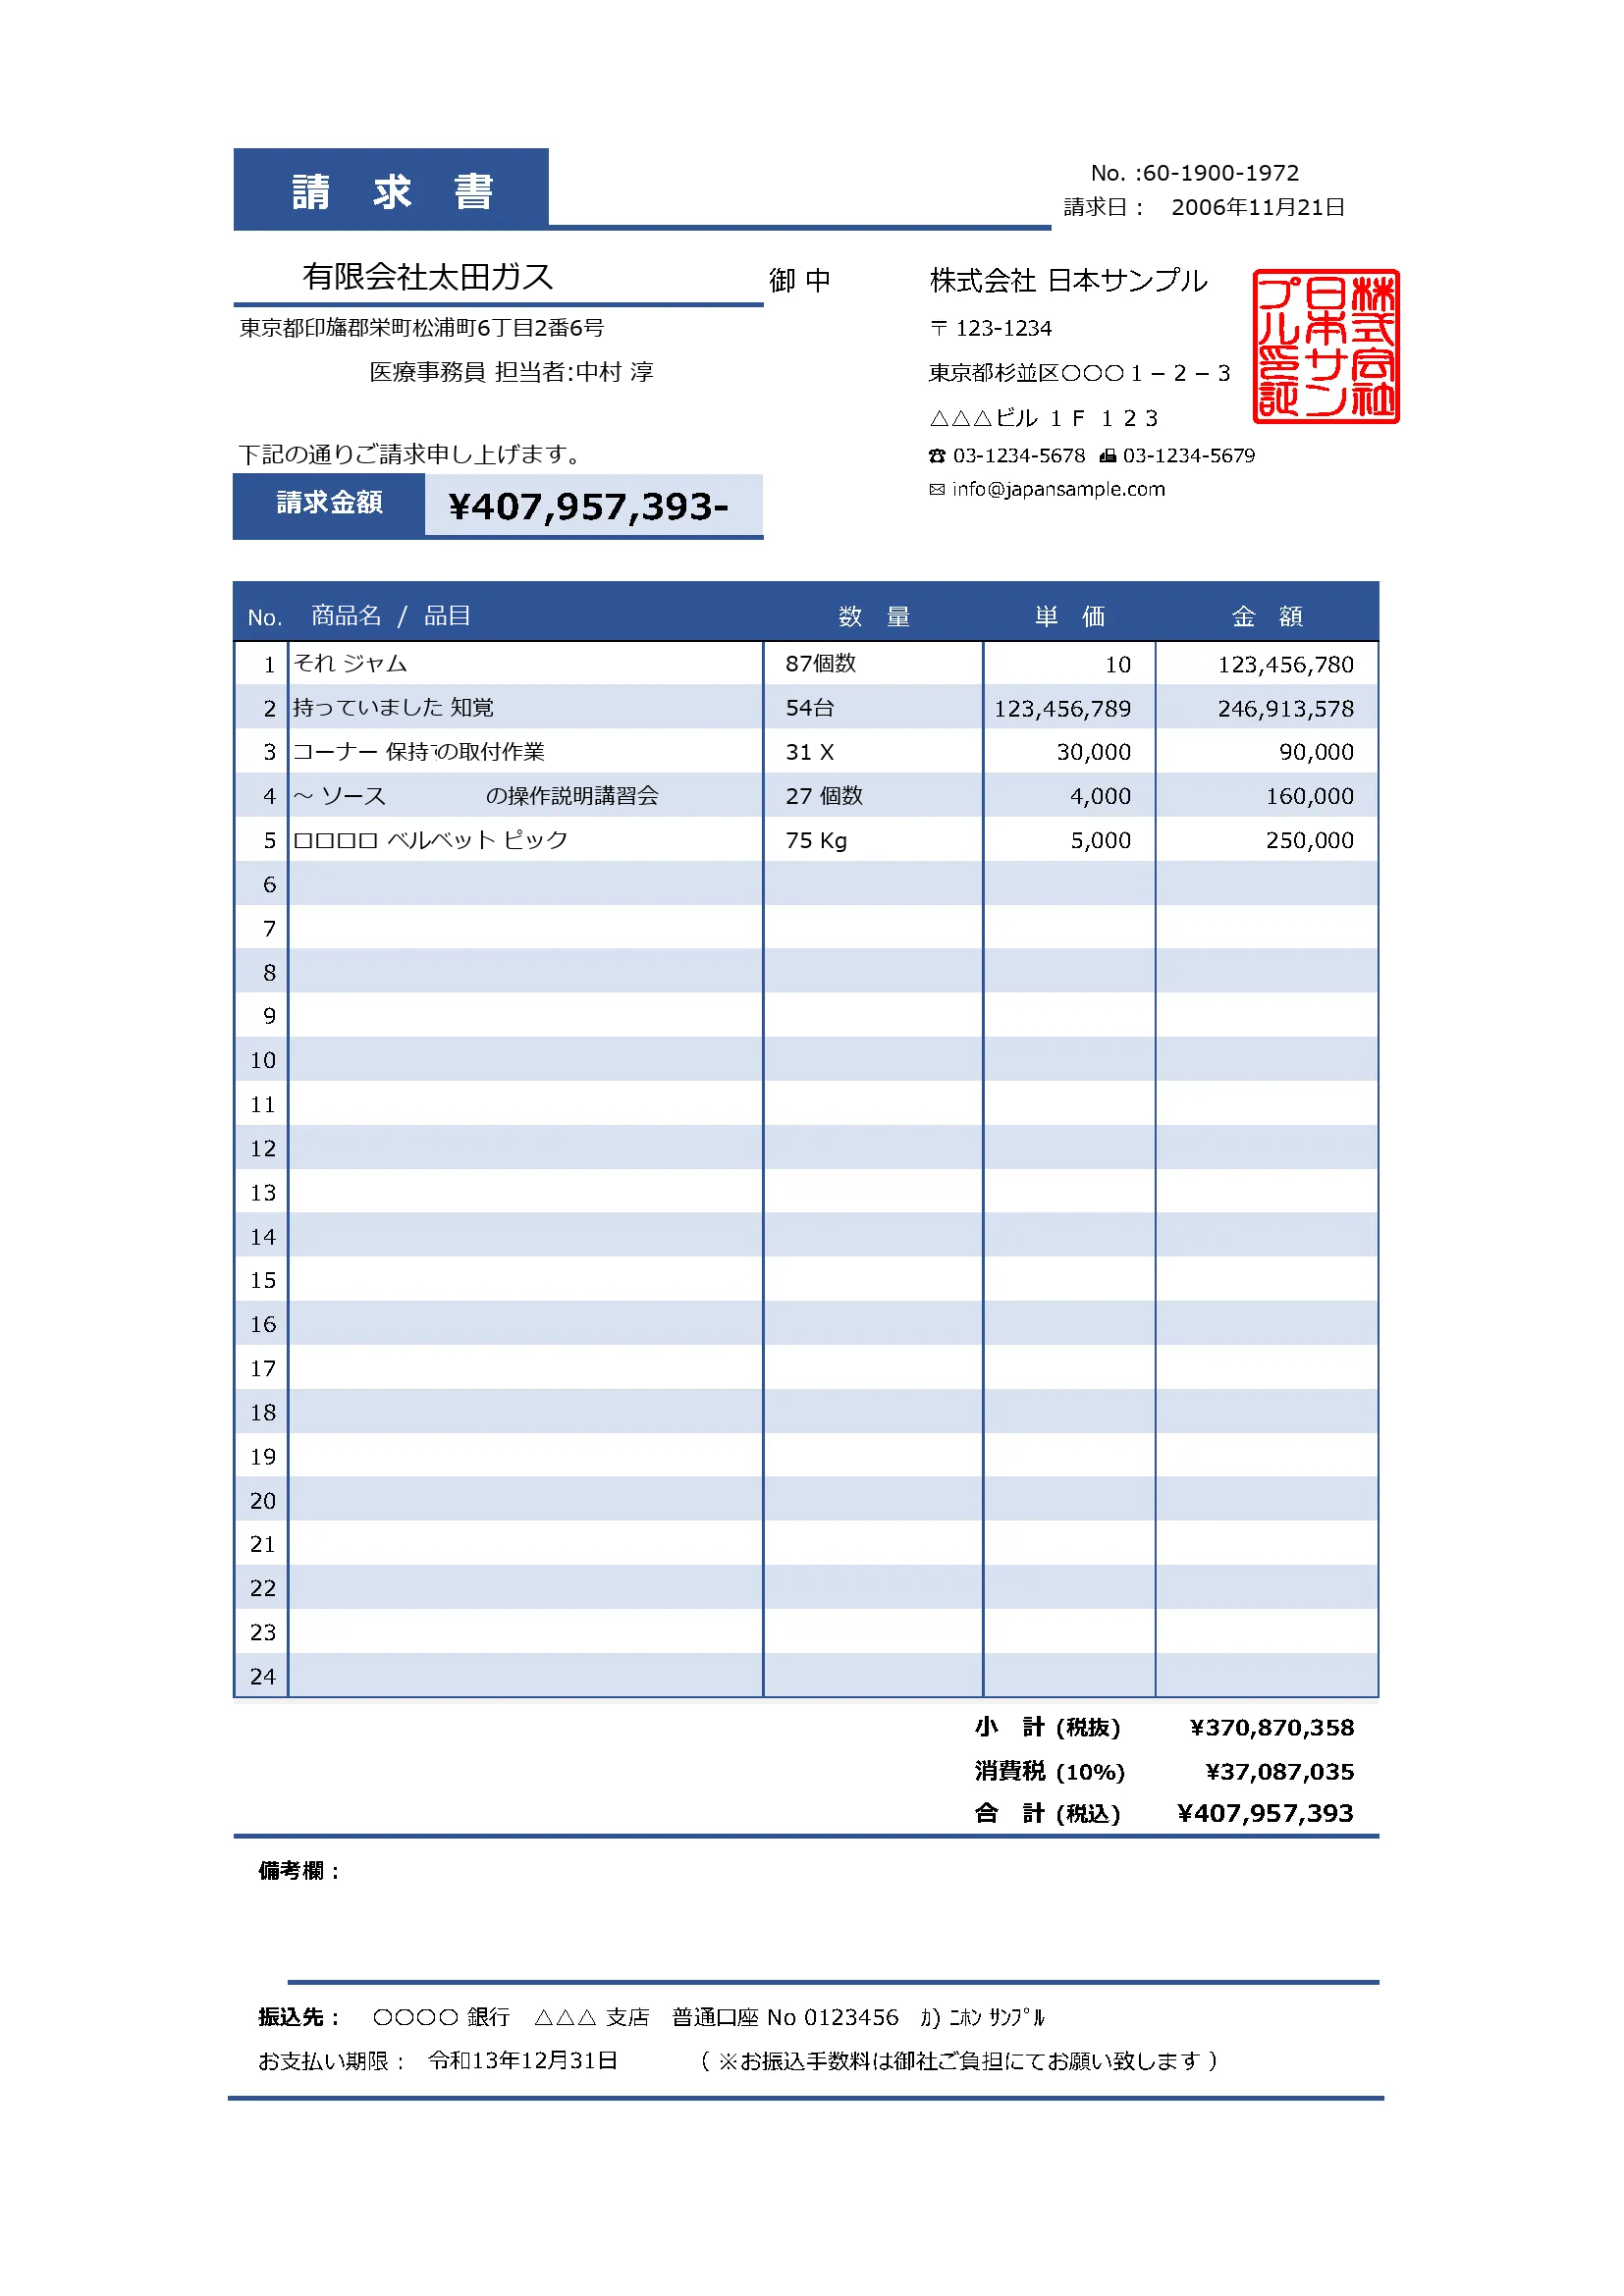 請 求 書
No. :60-1900-1972
請求日： 2006年11月21日
有限会社太田ガス 御 中
東京都印旛郡栄町松浦町6丁目2番6号
医療事務員 担当者:中村 淳
株式会社 日本サンプル
〒 123-1234
東京都杉並区〇〇〇１－２－３
△△△ビル １Ｆ １２３
☎ 03-1234-5678 📠 03-1234-5679
✉ info@japansample.com
株式会社日本サンプル之印証
下記の通りご請求申し上げます。
請求金額 ¥407,957,393-
No. 商品名 / 品目 数 量 単 価 金 額
1 それ ジャム 87個数 10 123,456,780
2 持っていました 知覚 54台 123,456,789 246,913,578
3 コーナー 保持 の取付作業 31 X 30,000 90,000
4 ～ ソース の操作説明講習会 27 個数 4,000 160,000
5 ロロロロ ベルベット ピック 75 Kg 5,000 250,000
6
7
8
9
10
11
12
13
14
15
16
17
18
19
20
21
22
23
24
小 計 (税抜) ¥370,870,358
消費税 (10%) ¥37,087,035
合 計 (税込) ¥407,957,393
備考欄：
振込先： 〇〇〇〇 銀行 △△△ 支店 普通口座 No 0123456 ｶ) ﾆﾎﾝ ｻﾝﾌﾟﾙ
お支払い期限： 令和13年12月31日 （ ※お振込手数料は御社ご負担にてお願い致します ）